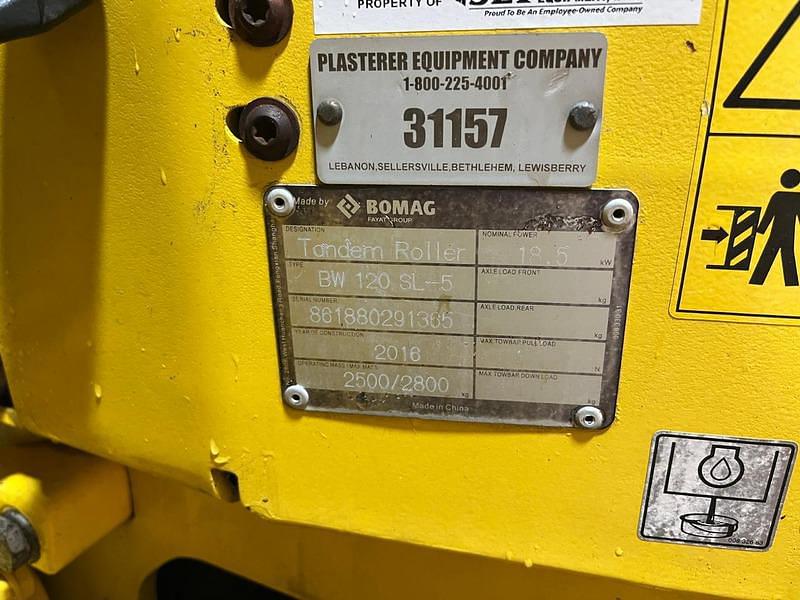 PROPERTY OF
Proud To Be An Employee-Owned Company
PLASTERER EQUIPMENT COMPANY
1-800-225-4001
31157
LEBANON,SELLERSVILLE,BETHLEHEM, LEWISBERRY
Made by BOMAG
FAYAT GROUP
DESIGNATION
Tandem Roller
NOMINAL POWER
18.5 kW
TYPE
BW 120 SL-5
AXLE LOAD FRONT
kg
SERIAL NUMBER
861880291365
AXLE LOAD REAR
kg
YEAR OF CONSTRUCTION
2016
MAX TOWBAR PULL LOAD
N
OPERATING MASS / MAX MASS
2500/2800 kg
MAX TOWBAR DOWN LOAD
kg
Made in China